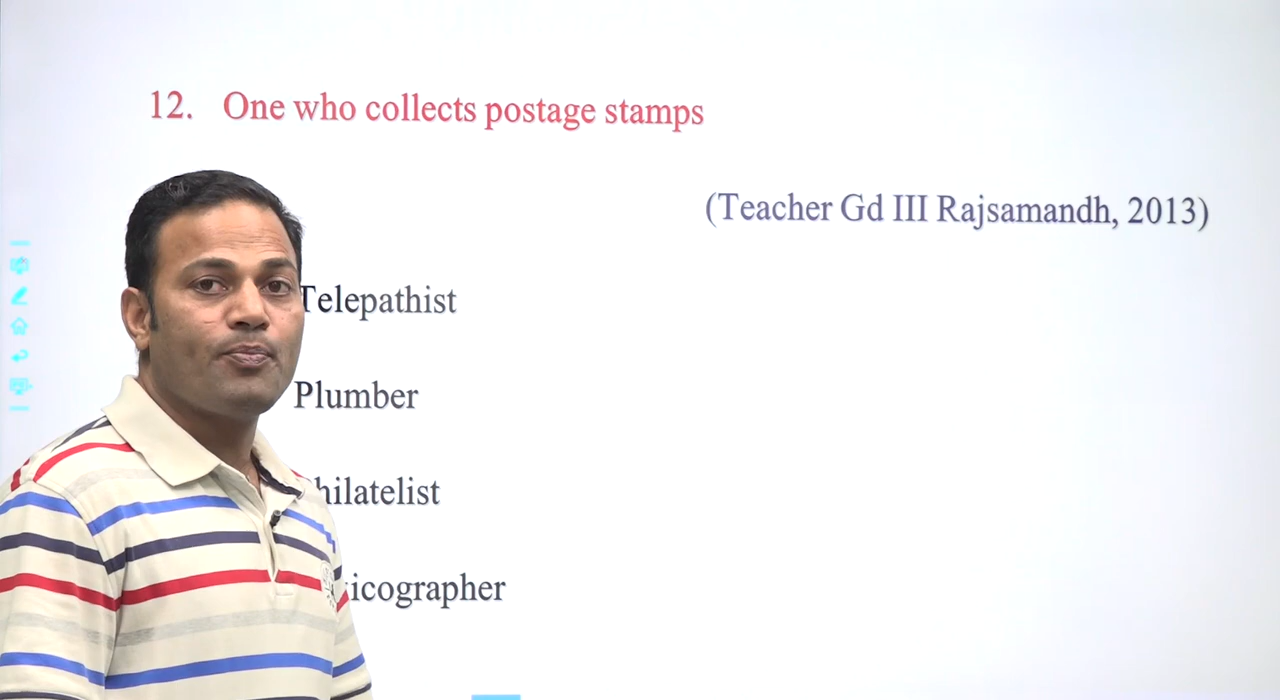 12. One who collects postage stamps
(Teacher Gd III Rajsamandh, 2013)
Telepathist
Plumber
hilatelist
icographer